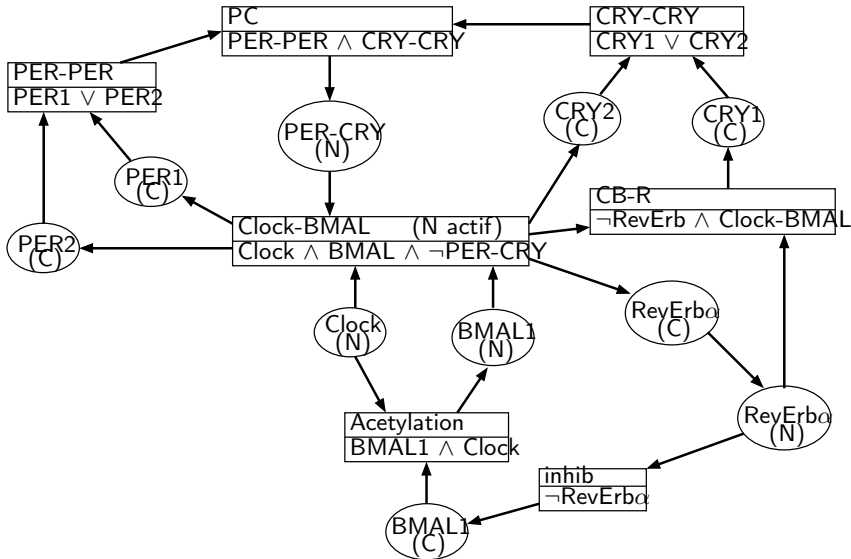 PC
PER-PER ∧ CRY-CRY
CRY-CRY
CRY1 ∨ CRY2
PER-PER
PER1 ∨ PER2
PER-CRY
(N)
CRY2
(C)
CRY1
(C)
PER1
(C)
CB-R
¬RevErb ∧ Clock-BMAL
Clock-BMAL (N actif)
Clock ∧ BMAL ∧ ¬PER-CRY
PER2
(C)
Clock
(N)
BMAL1
(N)
RevErbα
(C)
Acetylation
BMAL1 ∧ Clock
RevErbα
(N)
inhib
¬RevErbα
BMAL1
(C)